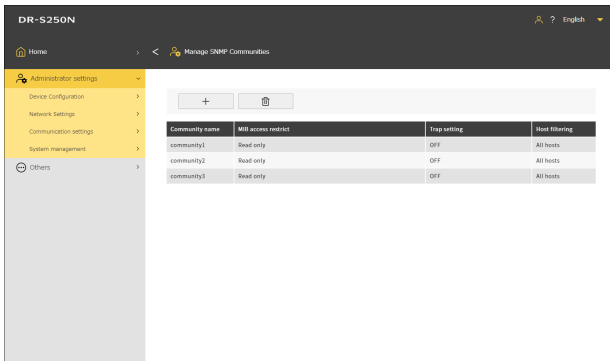 DR-S250N
? English
Home
< Manage SNMP Communities
Administrator settings
Device Configuration
Network Settings
Communication settings
System management
Others
+
Community name MIB access restrict Trap setting Host filtering
community1 Read only OFF All hosts
community2 Read only OFF All hosts
community3 Read only OFF All hosts